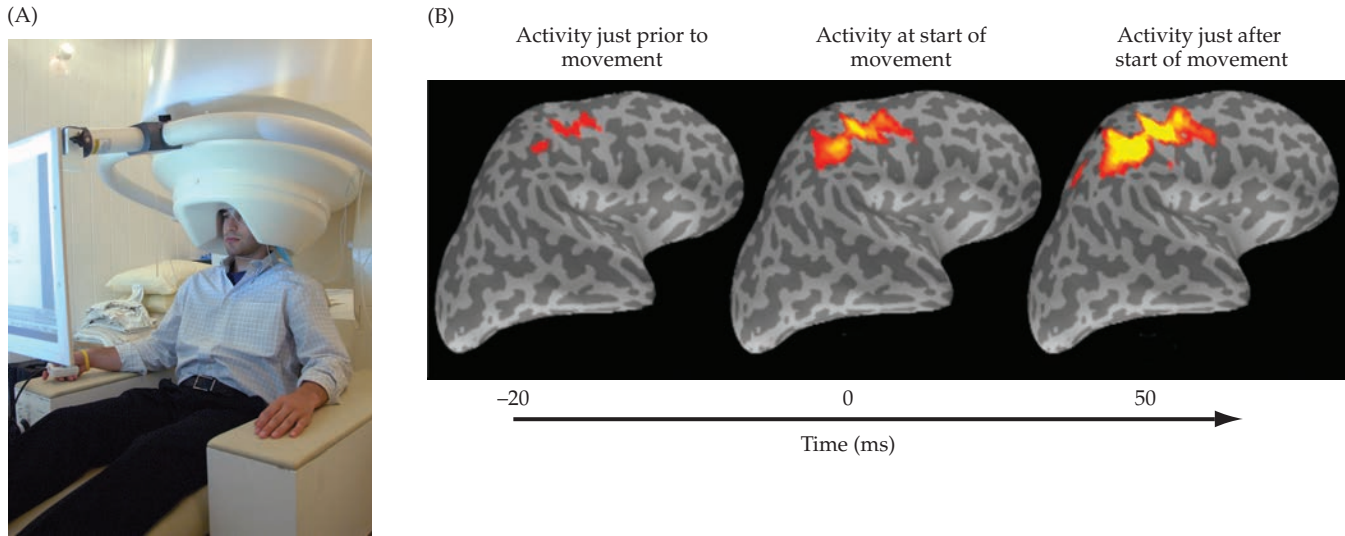 (A)
(B)
Activity just prior to
movement
Activity at start of
movement
Activity just after
start of movement
–20
0
50
Time (ms)